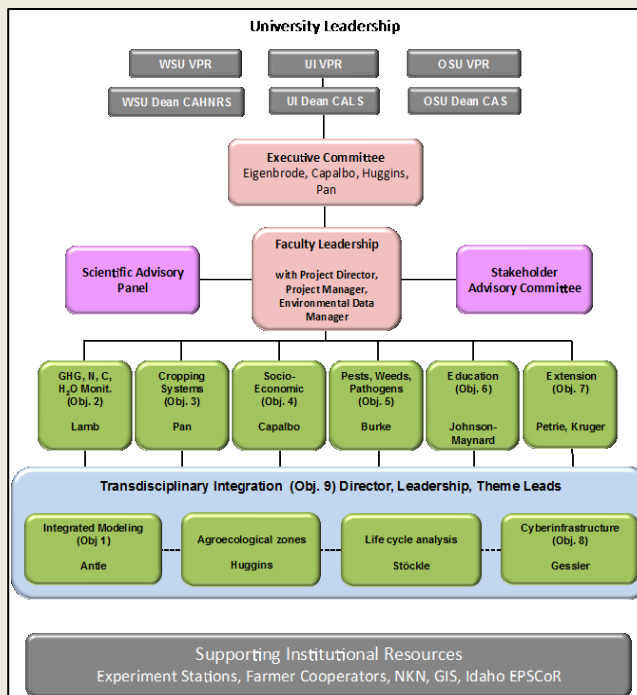 University Leadership
WSU VPR
UI VPR
OSU VPR
WSU Dean CAHNRS
UI Dean CALS
OSU Dean CAS
Executive Committee
Eigenbrode, Capalbo, Huggins,
Pan
Faculty Leadership
with Project Director,
Project Manager,
Environmental Data
Manager
Scientific Advisory
Panel
Stakeholder
Advisory Committee
GHG, N, C,
H₂O Monit.
(Obj. 2)
Lamb
Cropping
Systems
(Obj. 3)
Pan
Socio-
Economic
(Obj. 4)
Capalbo
Pests, Weeds,
Pathogens
(Obj. 5)
Burke
Education
(Obj. 6)
Johnson-
Maynard
Extension
(Obj. 7)
Petrie, Kruger
Transdisciplinary Integration (Obj. 9) Director, Leadership, Theme Leads
Integrated Modeling
(Obj 1)
Antle
Agroecological zones
Huggins
Life cycle analysis
Stöckle
Cyberinfrastructure
(Obj. 8)
Gessler
Supporting Institutional Resources
Experiment Stations, Farmer Cooperators, NKN, GIS, Idaho EPSCoR